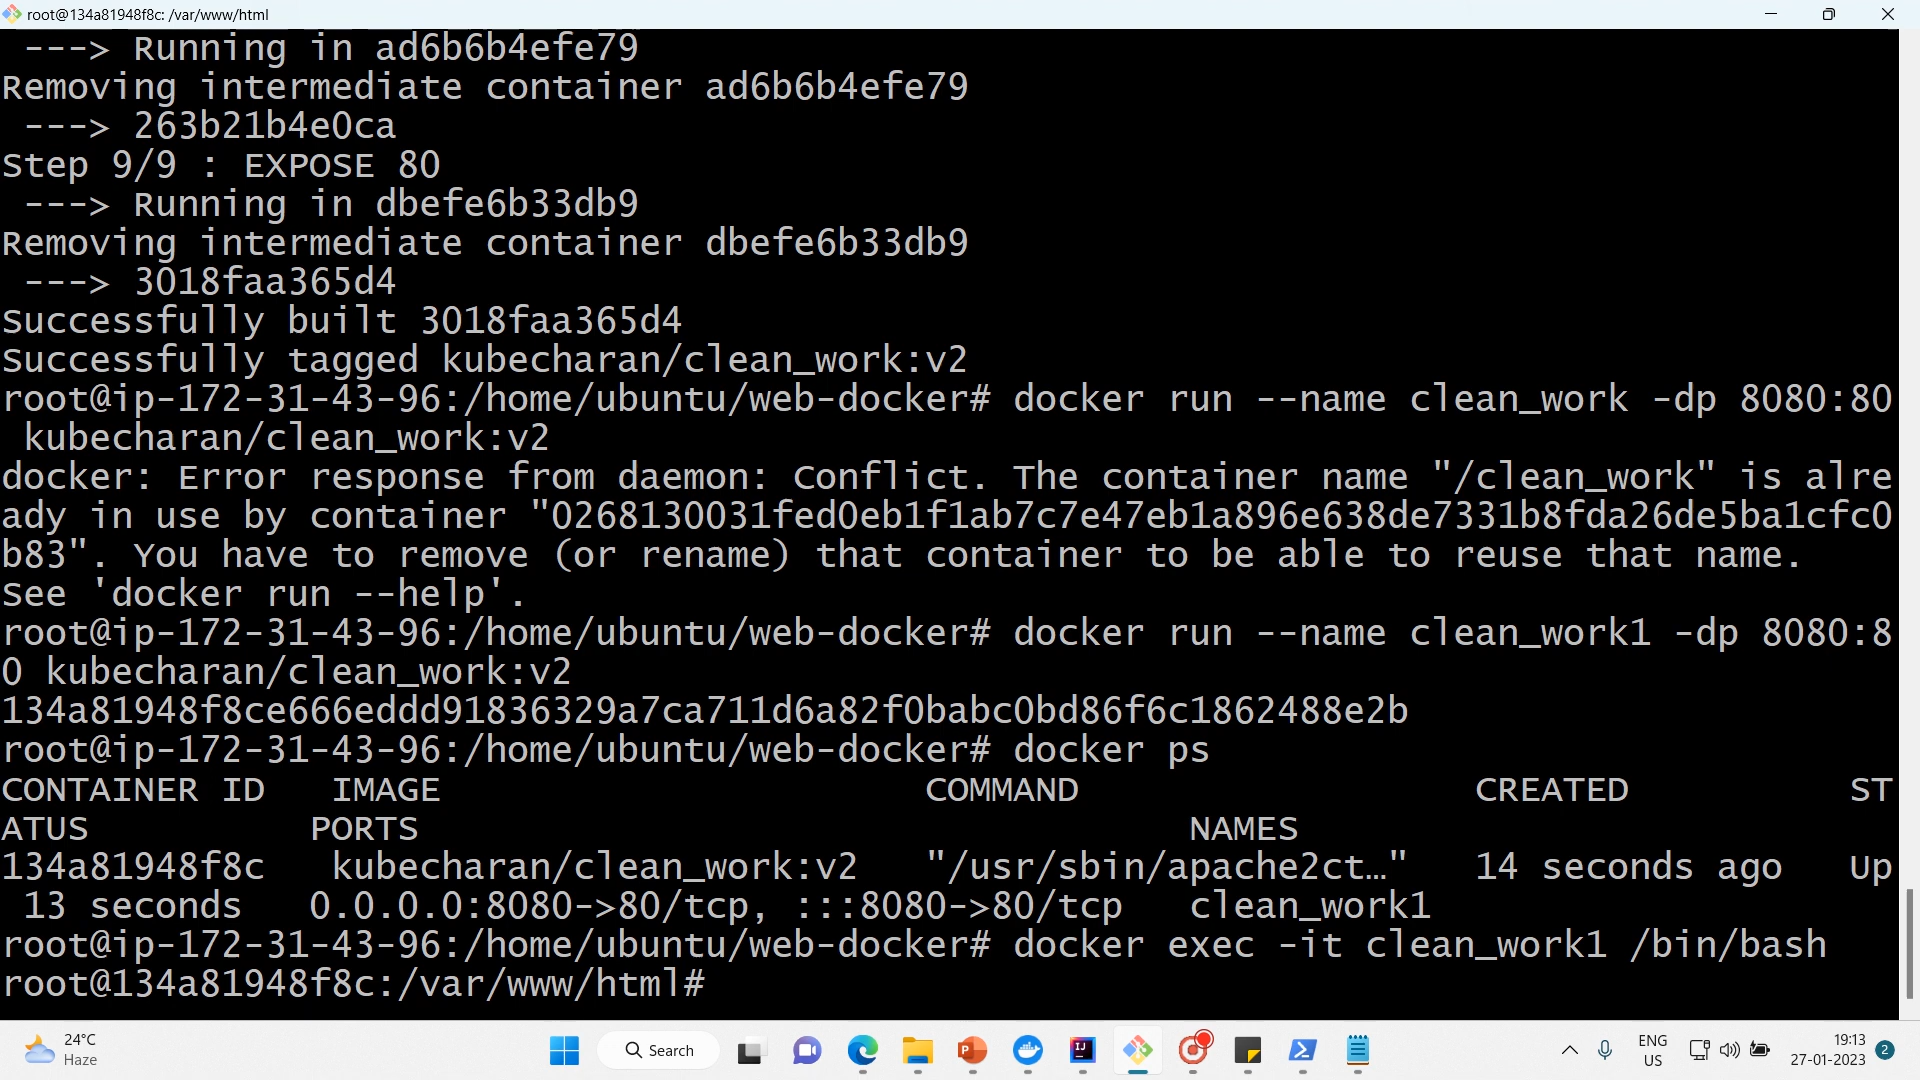 root@134a81948f8c: /var/www/html
 ---> Running in ad6b6b4efe79
Removing intermediate container ad6b6b4efe79
 ---> 263b21b4e0ca
Step 9/9 : EXPOSE 80
 ---> Running in dbefe6b33db9
Removing intermediate container dbefe6b33db9
 ---> 3018faa365d4
Successfully built 3018faa365d4
Successfully tagged kubecharan/clean_work:v2
root@ip-172-31-43-96:/home/ubuntu/web-docker# docker run --name clean_work -dp 8080:80
 kubecharan/clean_work:v2
docker: Error response from daemon: Conflict. The container name "/clean_work" is alre
ady in use by container "0268130031fed0eb1f1ab7c7e47eb1a896e638de7331b8fda26de5ba1cfc0
b83". You have to remove (or rename) that container to be able to reuse that name.
See 'docker run --help'.
root@ip-172-31-43-96:/home/ubuntu/web-docker# docker run --name clean_work1 -dp 8080:8
0 kubecharan/clean_work:v2
134a81948f8ce666eddd91836329a7ca711d6a82f0babc0bd86f6c1862488e2b
root@ip-172-31-43-96:/home/ubuntu/web-docker# docker ps
CONTAINER ID   IMAGE                      COMMAND                  CREATED          ST
ATUS          PORTS                                   NAMES
134a81948f8c   kubecharan/clean_work:v2   "/usr/sbin/apache2ct…"   14 seconds ago   Up
 13 seconds   0.0.0.0:8080->80/tcp, :::8080->80/tcp   clean_work1
root@ip-172-31-43-96:/home/ubuntu/web-docker# docker exec -it clean_work1 /bin/bash
root@134a81948f8c:/var/www/html#
24°C
Haze
Search
ENG
US
19:13
27-01-2023
2